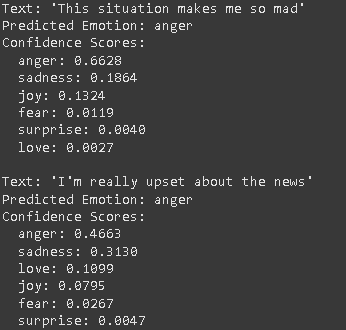 Text: 'This situation makes me so mad'
Predicted Emotion: anger
Confidence Scores:
  anger: 0.6628
  sadness: 0.1864
  joy: 0.1324
  fear: 0.0119
  surprise: 0.0040
  love: 0.0027

Text: 'I'm really upset about the news'
Predicted Emotion: anger
Confidence Scores:
  anger: 0.4663
  sadness: 0.3130
  love: 0.1099
  joy: 0.0795
  fear: 0.0267
  surprise: 0.0047